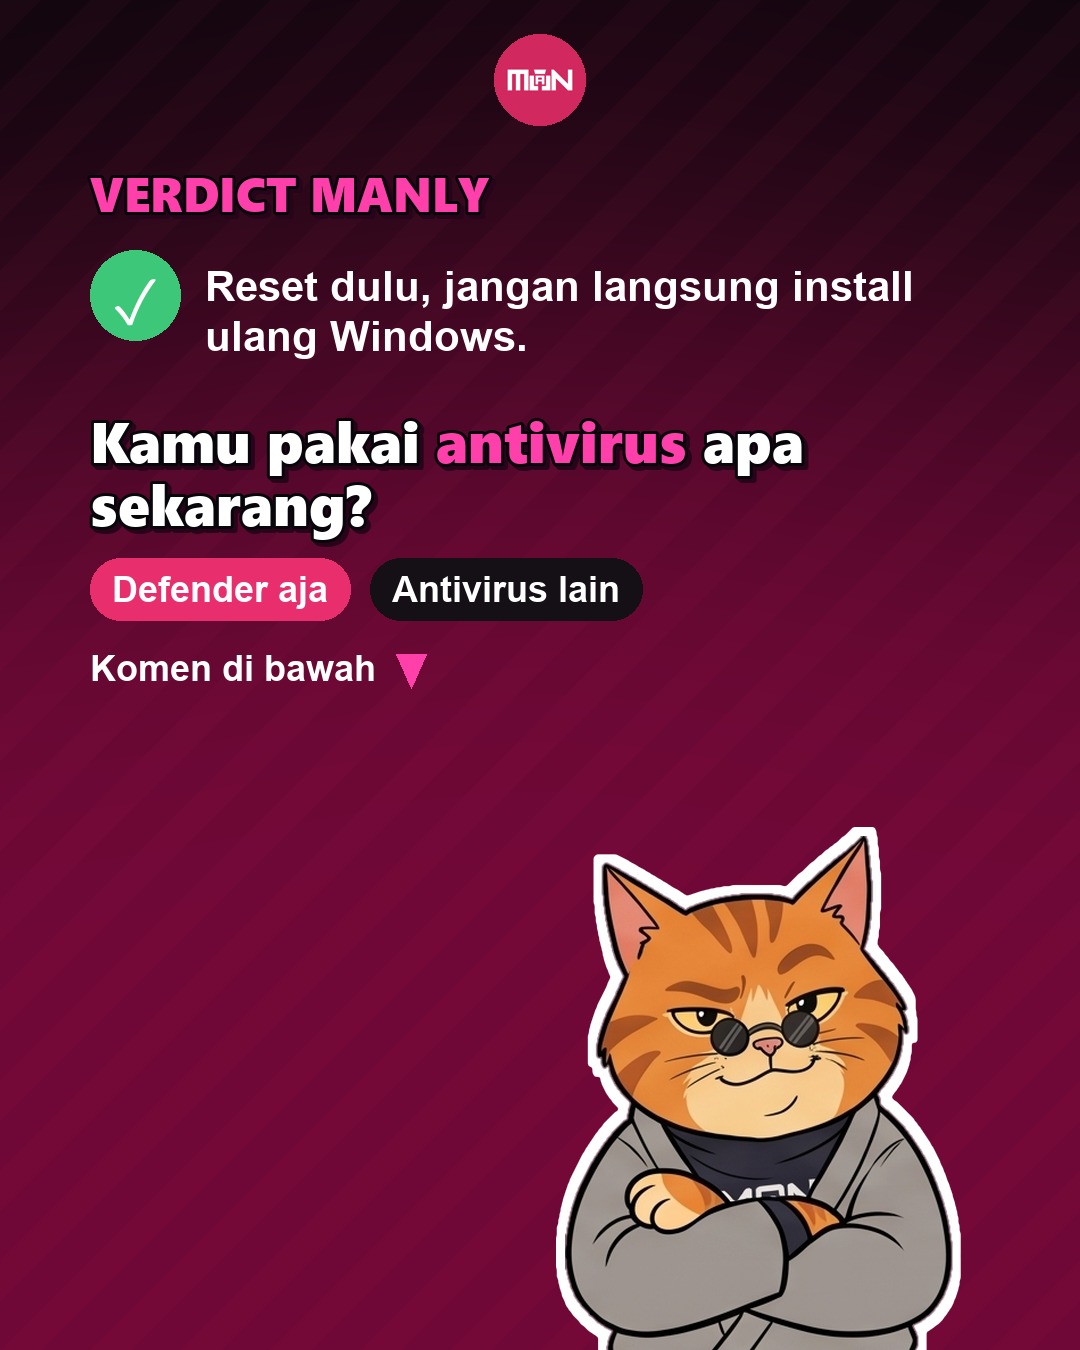 MAN
VERDICT MANLY
✓ Reset dulu, jangan langsung install
ulang Windows.
Kamu pakai antivirus apa
sekarang?
Defender aja
Antivirus lain
Komen di bawah ▼